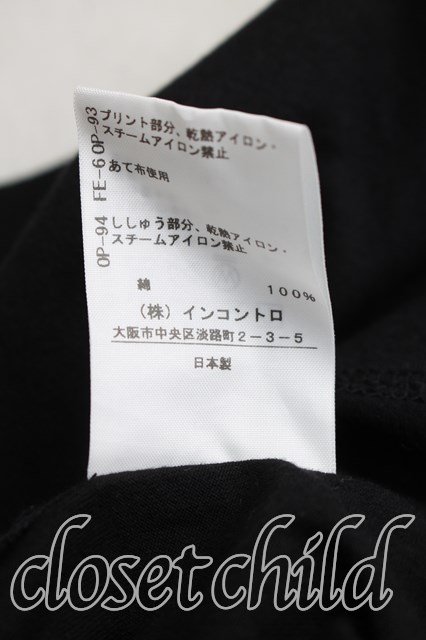 プリント部分、乾熱アイロン・
スチームアイロン禁止
あて布使用
ししゅう部分、乾熱アイロン・
スチームアイロン禁止
綿 100%
(株)インコントロ
大阪市中央区淡路町2-3-5
日本製
OP-94 FE-6 OP-93
closet child